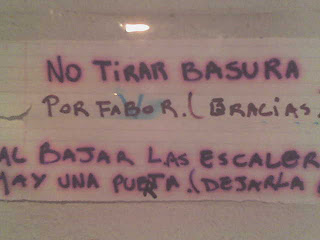 NO TIRAR BASURA
POR FABOR. (GRACIAS.
AL BAJAR LAS ESCALER
HAY UNA PUERTA. (DEJARLA